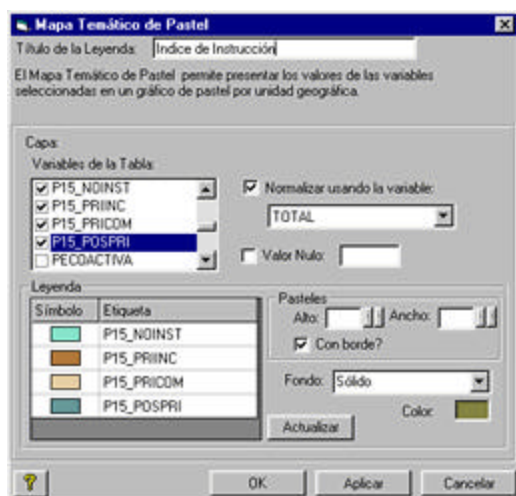 Mapa Temático de Pastel
Título de la Leyenda: Indice de Instrucción
El Mapa Temático de Pastel permite presentar los valores de las variables
seleccionadas en un gráfico de pastel por unidad geográfica.
Capa:
Variables de la Tabla:
P15_NOINST
P15_PRIINC
P15_PRICOM
P15_POSPRI
PECOACTIVA
Normalizar usando la variable:
TOTAL
Valor Nulo:
Leyenda
Símbolo Etiqueta
P15_NOINST
P15_PRIINC
P15_PRICOM
P15_POSPRI
Pasteles
Alto: Ancho:
Con borde?
Fondo: Sólido
Color:
Actualizar
? OK Aplicar Cancelar